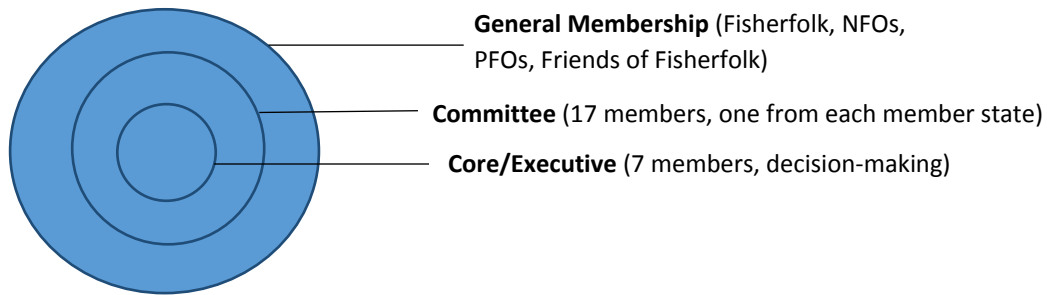 General Membership (Fisherfolk, NFOs,
PFOs, Friends of Fisherfolk)
Committee (17 members, one from each member state)
Core/Executive (7 members, decision-making)